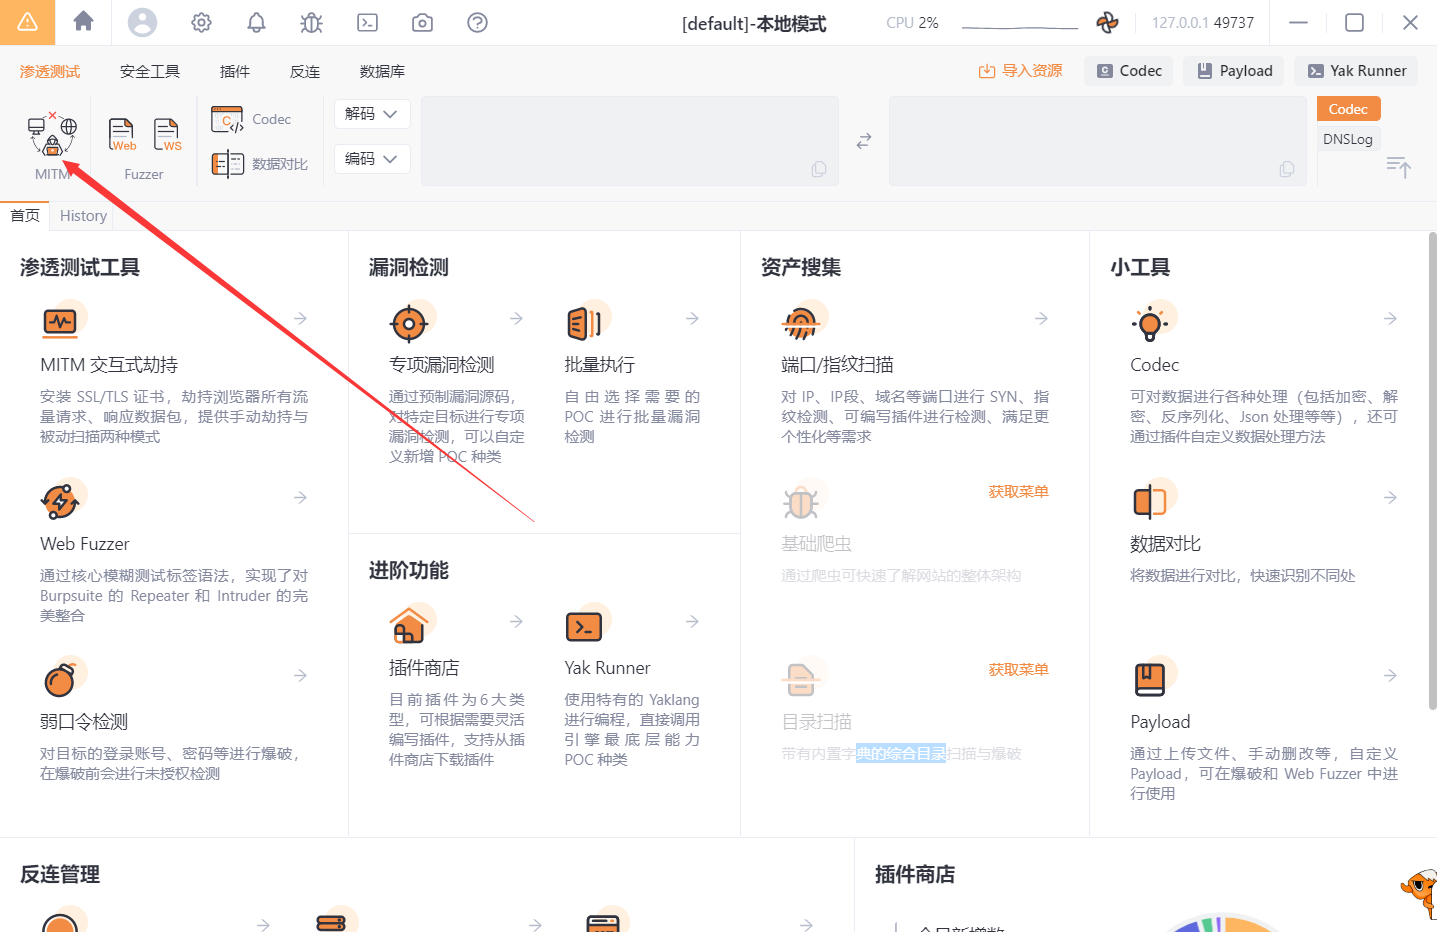 [default]-本地模式
CPU 2%
127.0.0.1 49737
渗透测试 安全工具 插件 反连 数据库
导入资源 Codec Payload Yak Runner
MITM
Web WS
Fuzzer
Codec
数据对比
解码
编码
Codec
DNSLog
首页 History
渗透测试工具
MITM 交互式劫持
安装 SSL/TLS 证书，劫持浏览器所有流
量请求、响应数据包，提供手动劫持与
被动扫描两种模式
Web Fuzzer
通过核心模糊测试标签语法，实现了对
Burpsuite 的 Repeater 和 Intruder 的完
美整合
弱口令检测
对目标的登录账号、密码等进行爆破，
在爆破前会进行未授权检测
漏洞检测
专项漏洞检测
通过预制漏洞源码，
对特定目标进行专项
漏洞检测，可以自定
义新增 POC 种类
批量执行
自由选择需要的
POC 进行批量漏洞
检测
进阶功能
插件商店
目前插件为6大类
型，可根据需要灵活
编写插件，支持从插
件商店下载插件
Yak Runner
使用特有的 Yaklang
进行编程，直接调用
引擎最底层能力
POC 种类
资产搜集
端口/指纹扫描
对 IP、IP段、域名等端口进行 SYN、指
纹检测、可编写插件进行检测、满足更
个性化等需求
获取菜单
基础爬虫
通过爬虫可快速了解网站的整体架构
获取菜单
目录扫描
带有内置字典的综合目录扫描与爆破
小工具
Codec
可对数据进行各种处理（包括加密、解
密、反序列化、Json 处理等等），还可
通过插件自定义数据处理方法
数据对比
将数据进行对比，快速识别不同处
Payload
通过上传文件、手动删改等，自定义
Payload，可在爆破和 Web Fuzzer 中进
行使用
反连管理
插件商店
今日新增数